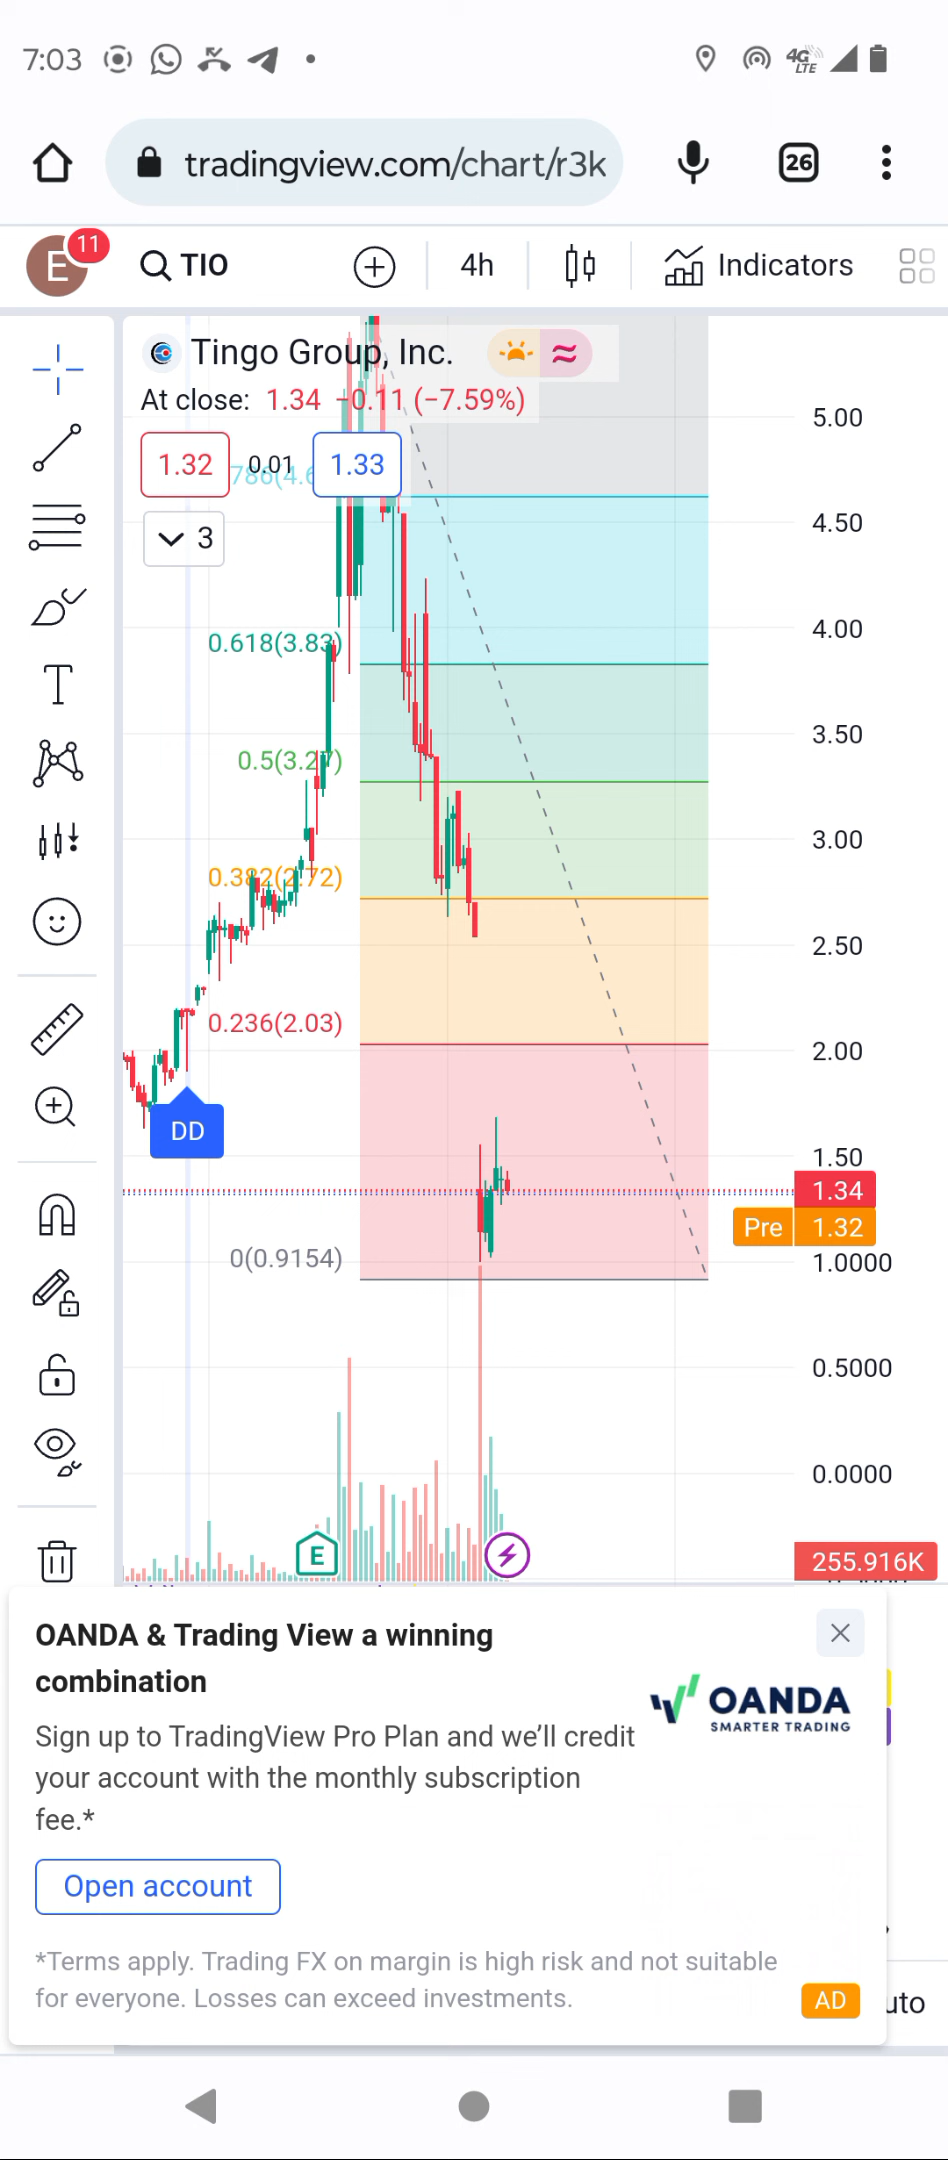 7:03
4G
LTE
tradingview.com/chart/r3k
26
E
11
TIO
4h
Indicators
Tingo Group, Inc.
At close: 1.34 −0.11 (−7.59%)
1.32
0.01
1.33
3
5.00
4.50
0.618(3.83)
4.00
0.5(3.27)
3.50
3.00
0.382(2.72)
2.50
0.236(2.03)
2.00
DD
1.50
1.34
Pre 1.32
0(0.9154)
1.0000
0.5000
0.0000
E
255.916K
OANDA & Trading View a winning
combination
OANDA
SMARTER TRADING
Sign up to TradingView Pro Plan and we’ll credit
your account with the monthly subscription
fee.*
Open account
*Terms apply. Trading FX on margin is high risk and not suitable
for everyone. Losses can exceed investments.
AD
uto